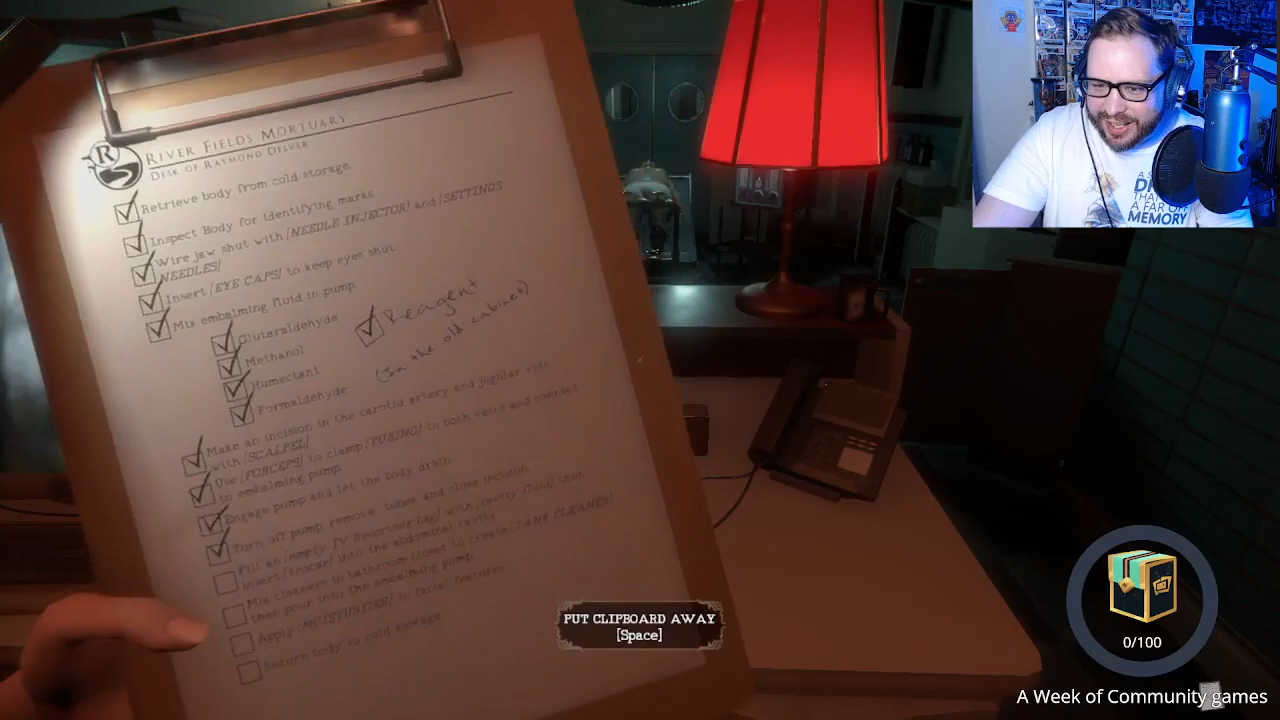 RIVER FIELDS MORTUARY
DESK OF RAYMOND DELVER
Retrieve body from cold storage.
Inspect Body for identifying marks
Wire jaw shut with [NEEDLE INJECTOR] and [SETTINGS
NEEDLES]
Insert [EYE CAPS] to keep eyes shut.
Mix embalming fluid in pump.
Glutaraldehyde
Methanol
Humectant
Formaldehyde
Reagent
(In the old cabinet)
Make an incision in the carotid artery and jugular vein
with [SCALPEL]
Use [FORCEPS] to clamp [TUBING] to both veins and connect
to embalming pump.
Engage pump and let the body drain.
Turn off pump, remove tubes and close incision.
Fill an [empty IV Reservoir bag] with [cavity fluid] then
insert [trocar] into the abdominal cavity.
Mix cleaners in bathroom closet to create [TANK CLEANER]
then pour into the embalming pump.
Apply [MOISTURIZER] to facial features
Return body to cold storage.
PUT CLIPBOARD AWAY
[Space]
MEMORY
A FAR OFF
0/100
A Week of Community games